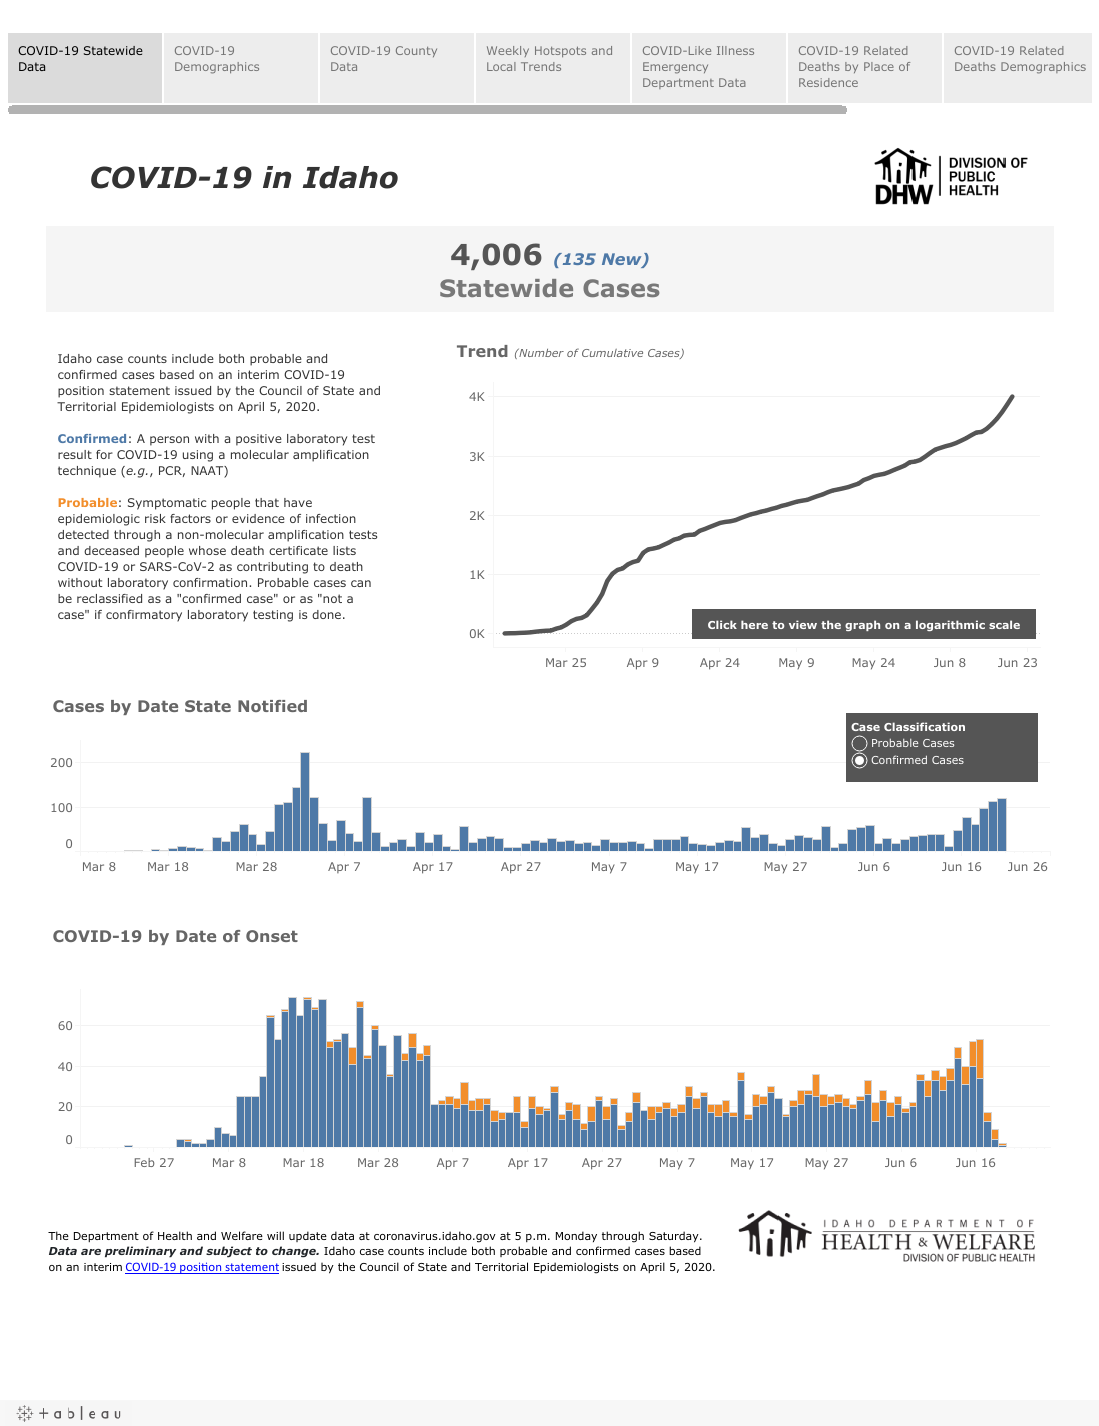 COVID-19 Statewide
Data
COVID-19
Demographics
COVID-19 County
Data
Weekly Hotspots and
Local Trends
COVID-Like Illness
Emergency
Department Data
COVID-19 Related
Deaths by Place of
Residence
COVID-19 Related
Deaths Demographics
COVID-19 in Idaho
DHW
DIVISION OF
PUBLIC
HEALTH
4,006 (135 New)
Statewide Cases
Idaho case counts include both probable and
confirmed cases based on an interim COVID-19
position statement issued by the Council of State and
Territorial Epidemiologists on April 5, 2020.
Confirmed: A person with a positive laboratory test
result for COVID-19 using a molecular amplification
technique (e.g., PCR, NAAT)
Probable: Symptomatic people that have
epidemiologic risk factors or evidence of infection
detected through a non-molecular amplification tests
and deceased people whose death certificate lists
COVID-19 or SARS-CoV-2 as contributing to death
without laboratory confirmation. Probable cases can
be reclassified as a "confirmed case" or as "not a
case" if confirmatory laboratory testing is done.
Trend (Number of Cumulative Cases)
4K
3K
2K
1K
0K
Click here to view the graph on a logarithmic scale
Mar 25 Apr 9 Apr 24 May 9 May 24 Jun 8 Jun 23
Cases by Date State Notified
Case Classification
Probable Cases
Confirmed Cases
200
100
0
Mar 8 Mar 18 Mar 28 Apr 7 Apr 17 Apr 27 May 7 May 17 May 27 Jun 6 Jun 16 Jun 26
COVID-19 by Date of Onset
60
40
20
0
Feb 27 Mar 8 Mar 18 Mar 28 Apr 7 Apr 17 Apr 27 May 7 May 17 May 27 Jun 6 Jun 16
The Department of Health and Welfare will update data at coronavirus.idaho.gov at 5 p.m. Monday through Saturday.
Data are preliminary and subject to change. Idaho case counts include both probable and confirmed cases based
on an interim COVID-19 position statement issued by the Council of State and Territorial Epidemiologists on April 5, 2020.
IDAHO DEPARTMENT OF
HEALTH & WELFARE
DIVISION OF PUBLIC HEALTH
+ableau